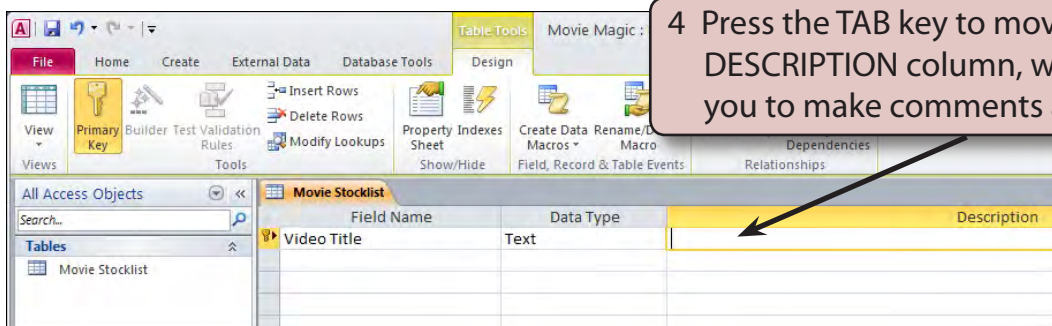 Table Tools Movie Magic :
File Home Create External Data Database Tools Design
4 Press the TAB key to
DESCRIPTION column,
you to make comments
Insert Rows
Delete Rows
Modify Lookups
View Primary Key Builder Test Validation Rules Property Sheet Indexes Create Data Macros Macro
Dependencies
Views Tools Show/Hide Field, Record & Table Events Relationships
All Access Objects «
Search...
Tables
Movie Stocklist
Movie Stocklist
Field Name Data Type Description
Video Title Text